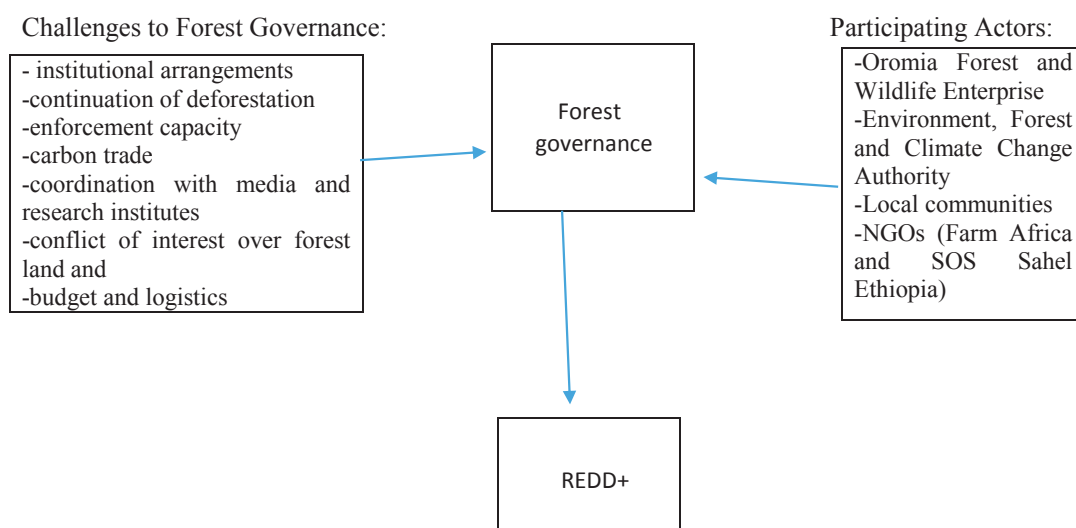 Challenges to Forest Governance:
- institutional arrangements
-continuation of deforestation
-enforcement capacity
-carbon trade
-coordination with media and
research institutes
-conflict of interest over forest
land and
-budget and logistics
Forest
governance
Participating Actors:
-Oromia Forest and
Wildlife Enterprise
-Environment, Forest
and Climate Change
Authority
-Local communities
-NGOs (Farm Africa
and SOS Sahel
Ethiopia)
REDD+